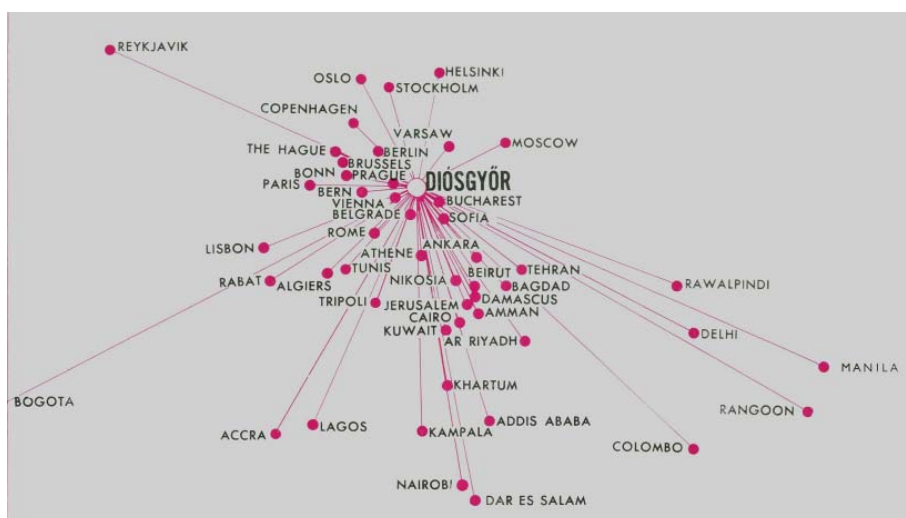 REYKJAVIK
HELSINKI
OSLO
STOCKHOLM
COPENHAGEN
VARSAW
MOSCOW
THE HAGUE
BERLIN
BRUSSELS
BONN
PRAGUE
PARIS
DIÓSGYŐR
BERN
VIENNA
BUCHAREST
BELGRADE
SOFIA
ROME
LISBON
ATHENE
ANKARA
TUNIS
BEIRUT
TEHRAN
RABAT
ALGIERS
NIKOSIA
BAGDAD
RAWALPINDI
TRIPOLI
JERUSALEM
DAMASCUS
CAIRO
AMMAN
KUWAIT
AR RIYADH
DELHI
MANILA
KHARTUM
BOGOTA
RANGOON
ACCRA
LAGOS
KAMPALA
ADDIS ABABA
COLOMBO
NAIROBI
DAR ES SALAM